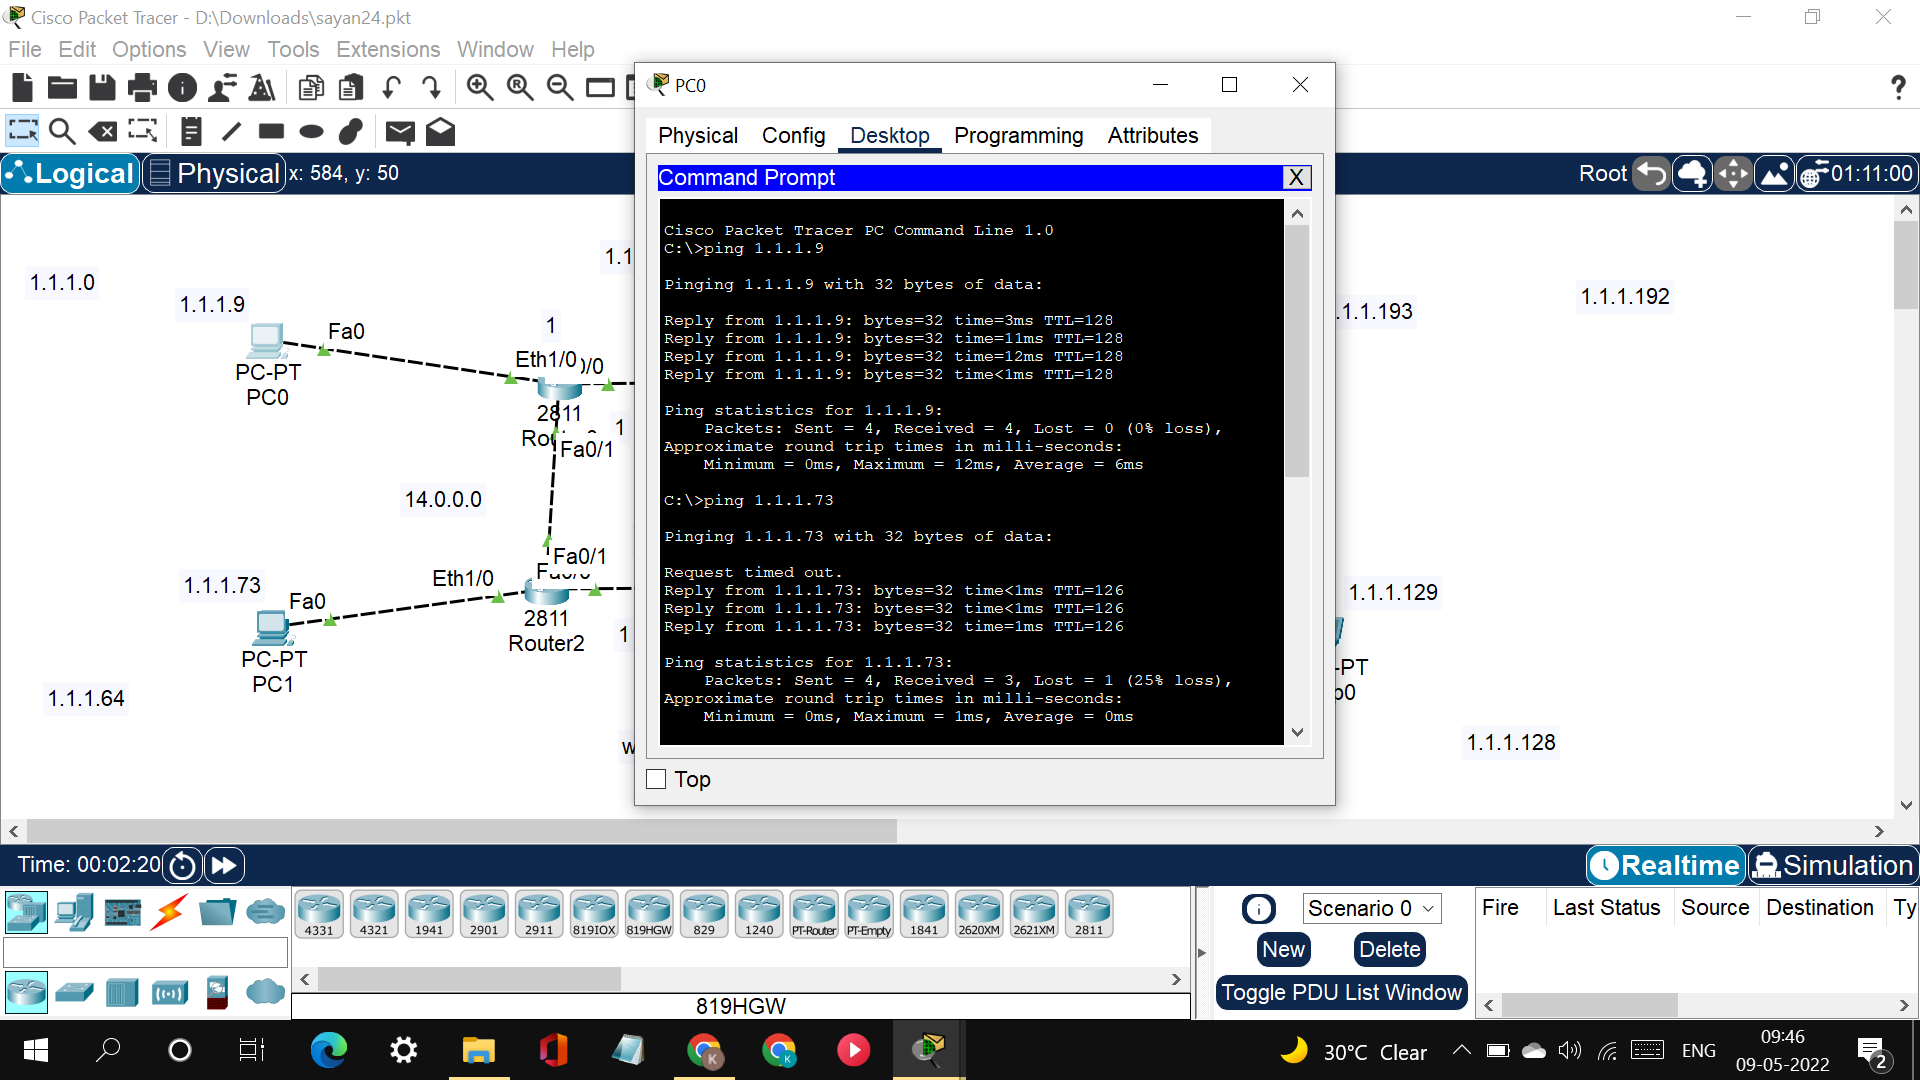 Cisco Packet Tracer - D:\Downloads\sayan24.pkt
File Edit Options View Tools Extensions Window Help
PC0
Physical Config Desktop Programming Attributes
Logical Physical x: 584, y: 50
Root 01:11:00
Command Prompt X
Cisco Packet Tracer PC Command Line 1.0
C:\>ping 1.1.1.9
Pinging 1.1.1.9 with 32 bytes of data:
Reply from 1.1.1.9: bytes=32 time=3ms TTL=128
Reply from 1.1.1.9: bytes=32 time=11ms TTL=128
Reply from 1.1.1.9: bytes=32 time=12ms TTL=128
Reply from 1.1.1.9: bytes=32 time<1ms TTL=128
Ping statistics for 1.1.1.9:
Packets: Sent = 4, Received = 4, Lost = 0 (0% loss),
Approximate round trip times in milli-seconds:
Minimum = 0ms, Maximum = 12ms, Average = 6ms
C:\>ping 1.1.1.73
Pinging 1.1.1.73 with 32 bytes of data:
Request timed out.
Reply from 1.1.1.73: bytes=32 time<1ms TTL=126
Reply from 1.1.1.73: bytes=32 time<1ms TTL=126
Reply from 1.1.1.73: bytes=32 time=1ms TTL=126
Ping statistics for 1.1.1.73:
Packets: Sent = 4, Received = 3, Lost = 1 (25% loss),
Approximate round trip times in milli-seconds:
Minimum = 0ms, Maximum = 1ms, Average = 0ms
Top
1.1.1.0
1.1.1.9
Fa0
PC-PT
PC0
1.1
1
Eth1/0
2811
1
Fa0/1
14.0.0.0
Fa0/1
1.1.1.73
Eth1/0
Fa0
2811
Router2
1
PC-PT
PC1
1.1.1.64
.1.1.193
1.1.1.192
1.1.1.129
-PT
1.1.1.128
Time: 00:02:20
Realtime Simulation
4331 4321 1941 2901 2911 819IOX 819HGW 829 1240 PT-Router PT-Empty 1841 2620XM 2621XM 2811
819HGW
Scenario 0
New Delete
Toggle PDU List Window
Fire Last Status Source Destination Ty
30°C Clear
ENG
09:46
09-05-2022
2